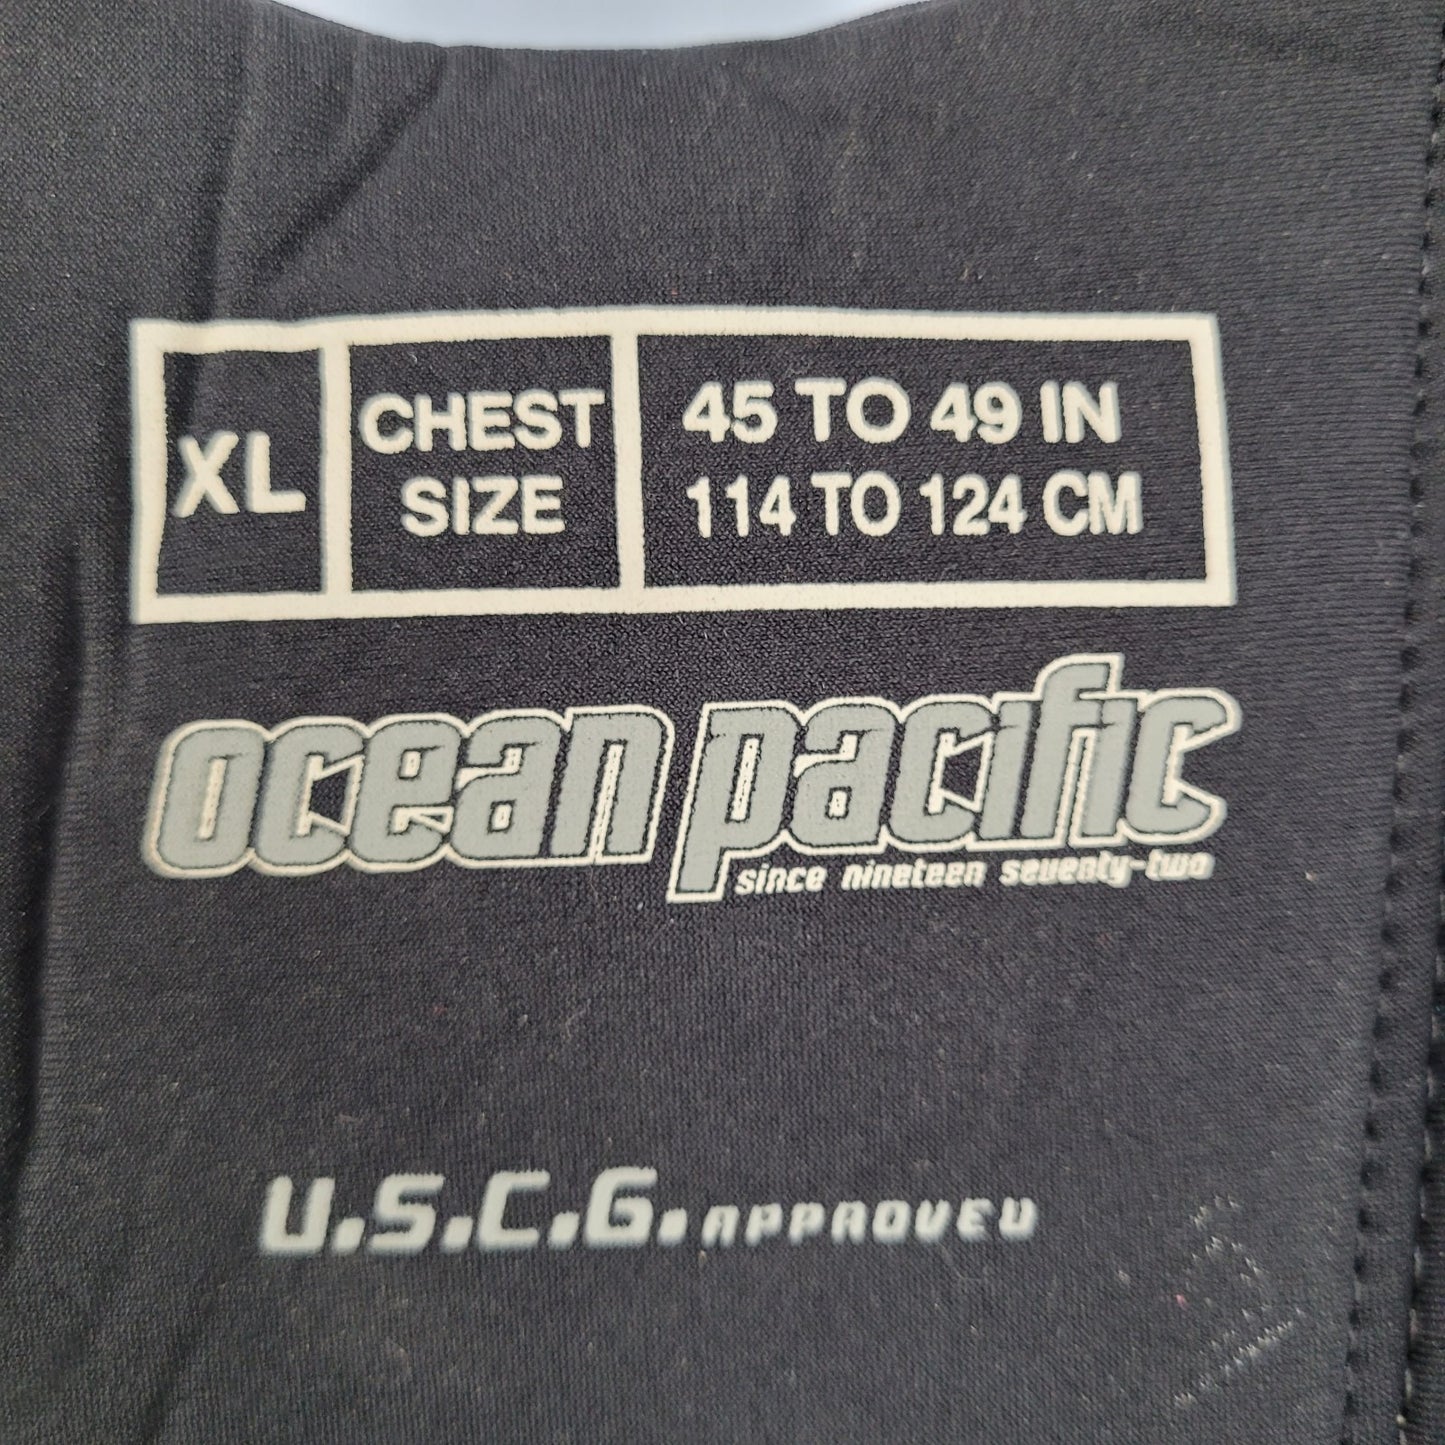 XL
CHEST
SIZE
45 TO 49 IN
114 TO 124 CM
ocean pacific
since nineteen seventy-two
U.S.C.G. APPROVED